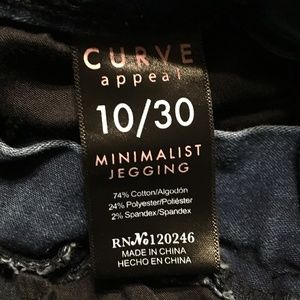 CURVE
appeal
10/30
MINIMALIST
JEGGING
74% Cotton/Algodón
24% Polyester/Poliéster
2% Spandex/Spandex
RN№120246
MADE IN CHINA
HECHO EN CHINA